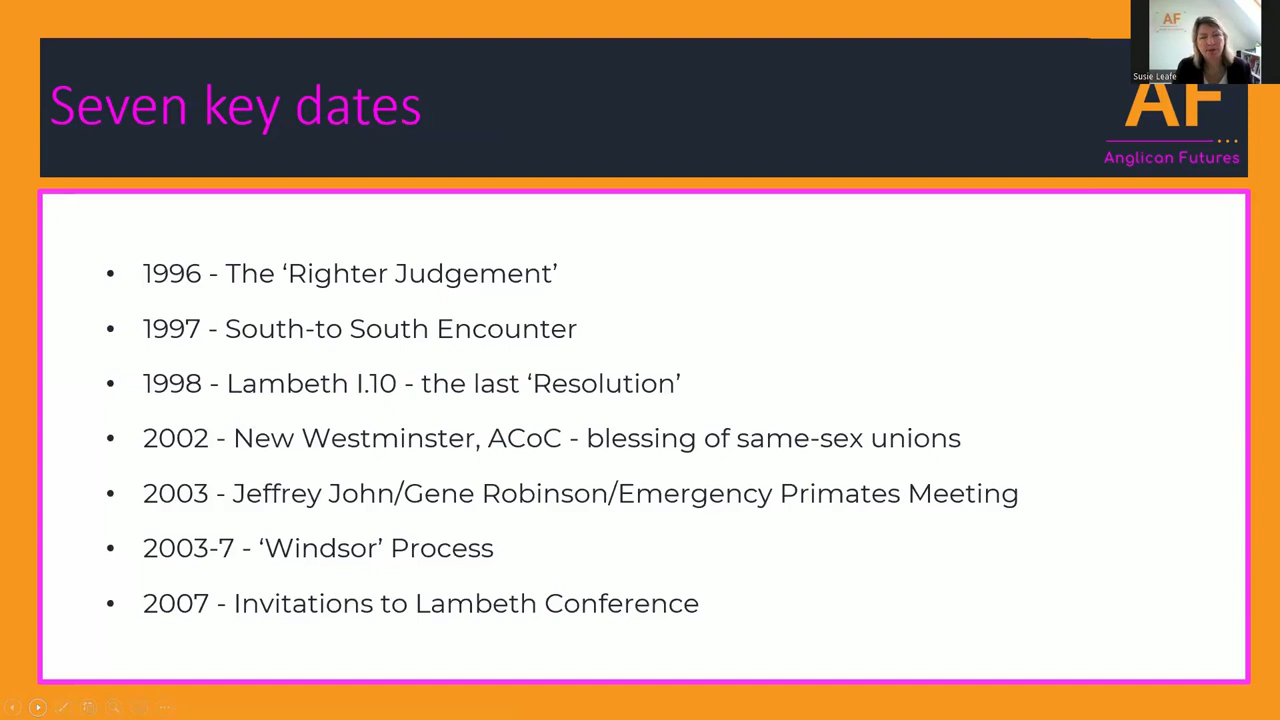 Seven key dates
AF
Susie Leafe
AF
Anglican Futures
• 1996 - The ‘Righter Judgement’
• 1997 - South-to South Encounter
• 1998 - Lambeth I.10 - the last ‘Resolution’
• 2002 - New Westminster, ACoC - blessing of same-sex unions
• 2003 - Jeffrey John/Gene Robinson/Emergency Primates Meeting
• 2003-7 - ‘Windsor’ Process
• 2007 - Invitations to Lambeth Conference